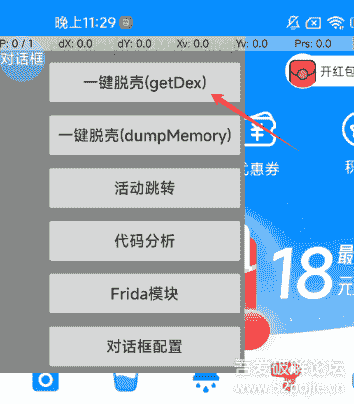 晚上11:29
P: 0 / 1 dX: 0.0 dY: 0.0 Xv: 0.0 Yv: 0.0 Prs: 0.0
对话框
一键脱壳(getDex)
开红包
一键脱壳(dumpMemory)
优惠券
活动跳转
代码分析
18
元
Frida模块
对话框配置
吾爱破解论坛
www.52pojie.cn